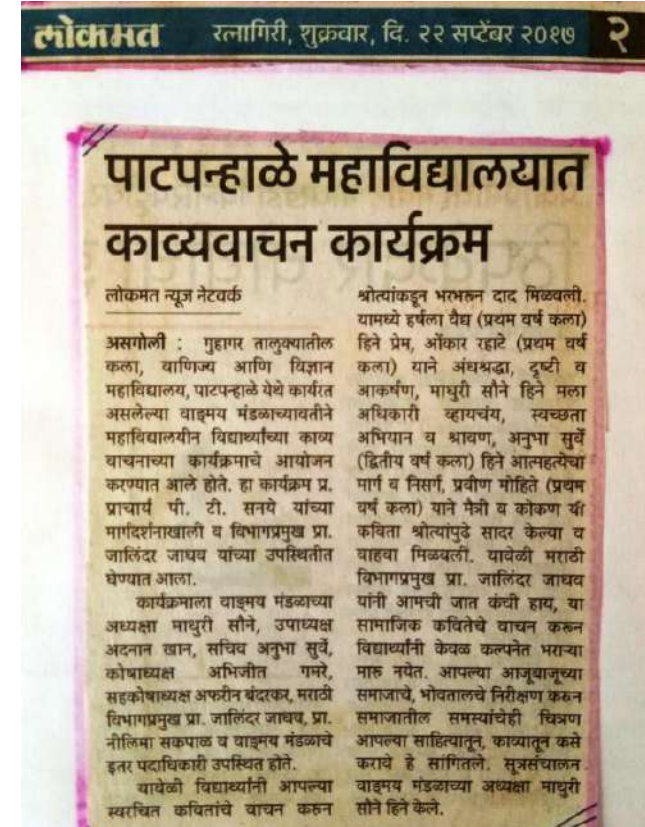 लोकमत रत्नागिरी, शुक्रवार, दि. २२ सप्टेंबर २०१७ २
पाटपन्हाळे महाविद्यालयात
काव्यवाचन कार्यक्रम
लोकमत न्यूज नेटवर्क
असगोली : गुहागर तालुक्यातील
कला, वाणिज्य आणि विज्ञान
महाविद्यालय, पाटपन्हाळे येथे कार्यरत
असलेल्या वाङ्मय मंडळाच्यावतीने
महाविद्यालयीन विद्यार्थ्यांच्या काव्य
वाचनाच्या कार्यक्रमाचे आयोजन
करण्यात आले होते. हा कार्यक्रम प्र.
प्राचार्य पी. टी. सनये यांच्या
मार्गदर्शनाखाली व विभागप्रमुख प्रा.
जालिंदर जाधव यांच्या उपस्थितीत
घेण्यात आला.
कार्यक्रमाला वाङ्मय मंडळाच्या
अध्यक्षा माधुरी सौने, उपाध्यक्ष
अदनान खान, सचिव अनुभा सुर्वे,
कोषाध्यक्ष अभिजीत गमरे,
सहकोषाध्यक्ष अफरीन बंदरकर, मराठी
विभागप्रमुख प्रा. जालिंदर जाधव, प्रा.
नीलिमा सकपाळ व वाङ्मय मंडळाचे
इतर पदाधिकारी उपस्थित होते.
यावेळी विद्यार्थ्यांनी आपल्या
स्वरचित कवितांचे वाचन करुन
श्रोत्यांकडून भरभरुन दाद मिळवली.
यामध्ये हर्षला वैद्य (प्रथम वर्ष कला)
हिने प्रेम, ओंकार रहाटे (प्रथम वर्ष
कला) याने अंधश्रद्धा, दृष्टी व
आकर्षण, माधुरी सौने हिने मला
अधिकारी व्हायचंय, स्वच्छता
अभियान व श्रावण, अनुभा सुर्वे
(द्वितीय वर्ष कला) हिने आत्महत्येचा
मार्ग व निसर्ग, प्रवीण मोहिते (प्रथम
वर्ष कला) याने मैत्री व कोकण या
कविता श्रोत्यांपुढे सादर केल्या व
वाहवा मिळवली. यावेळी मराठी
विभागप्रमुख प्रा. जालिंदर जाधव
यांनी आमची जात कंची हाय, या
सामाजिक कवितेचे वाचन करून
विद्यार्थ्यांनी केवळ कल्पनेत भराऱ्या
मारु नयेत. आपल्या आजूबाजूच्या
समाजाचे, भोवतालचे निरीक्षण करुन
समाजातील समस्यांचेही चित्रण
आपल्या साहित्यातून, काव्यातून कसे
करावे हे सांगितले. सूत्रसंचालन
वाङ्मय मंडळाच्या अध्यक्षा माधुरी
सौने हिने केले.